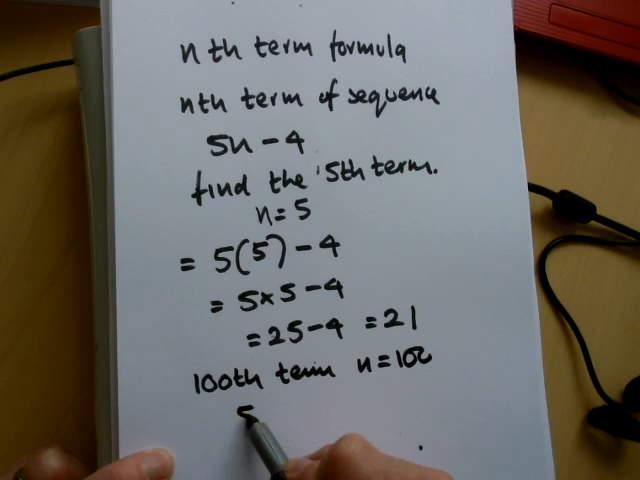 nth term formula
nth term of sequence
5n - 4
find the 5th term.
n = 5
= 5(5) - 4
= 5 × 5 - 4
= 25 - 4 = 21
100th term n = 100
5